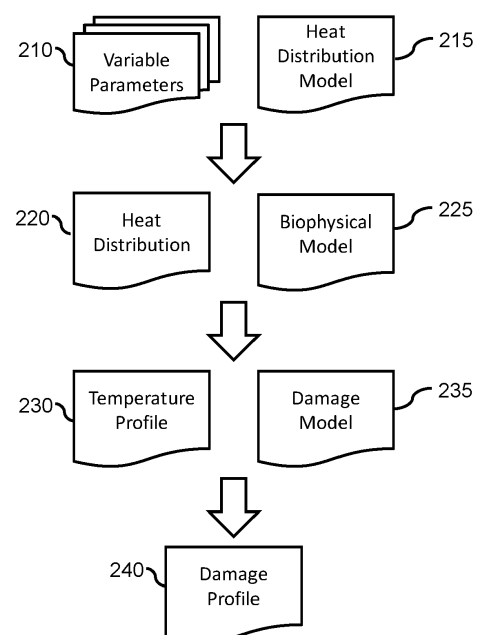 210
Variable
Parameters
Heat
Distribution
Model
215
220
Heat
Distribution
Biophysical
Model
225
230
Temperature
Profile
Damage
Model
235
240
Damage
Profile